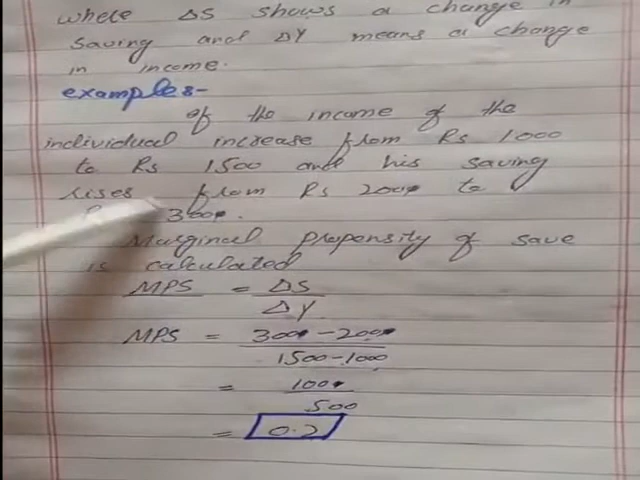 where ΔS shows a change in
saving and ΔY means a change
in income.
examples-
of the income of the
individual increase from Rs 1000
to Rs 1500 and his saving
rises from Rs 200 to
300.
Marginal propensity of save
is calculated
MPS = ΔS
ΔY
MPS = 300 - 200
1500 - 1000
= 100
500
= 0.2